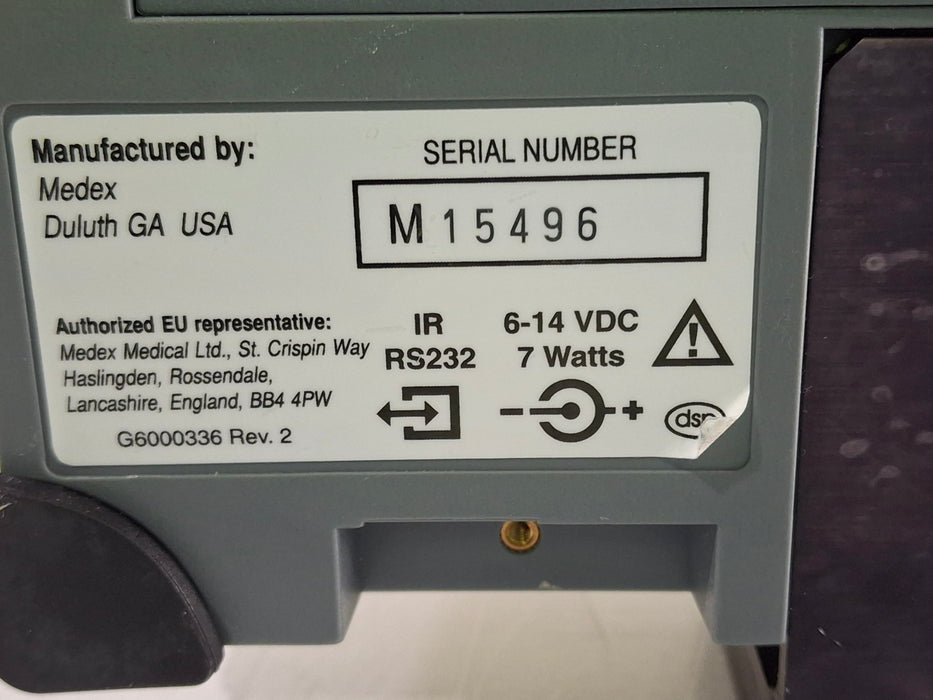 Manufactured by:
Medex
Duluth GA USA
SERIAL NUMBER
M15496
Authorized EU representative:
Medex Medical Ltd., St. Crispin Way
Haslingden, Rossendale,
Lancashire, England, BB4 4PW
G6000336 Rev. 2
IR
RS232
6-14 VDC
7 Watts